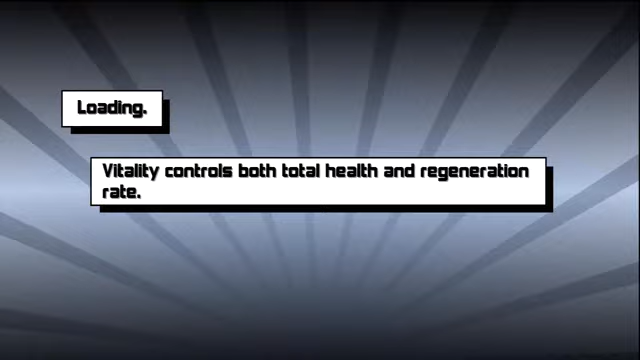 Loading.
Vitality controls both total health and regeneration
rate.